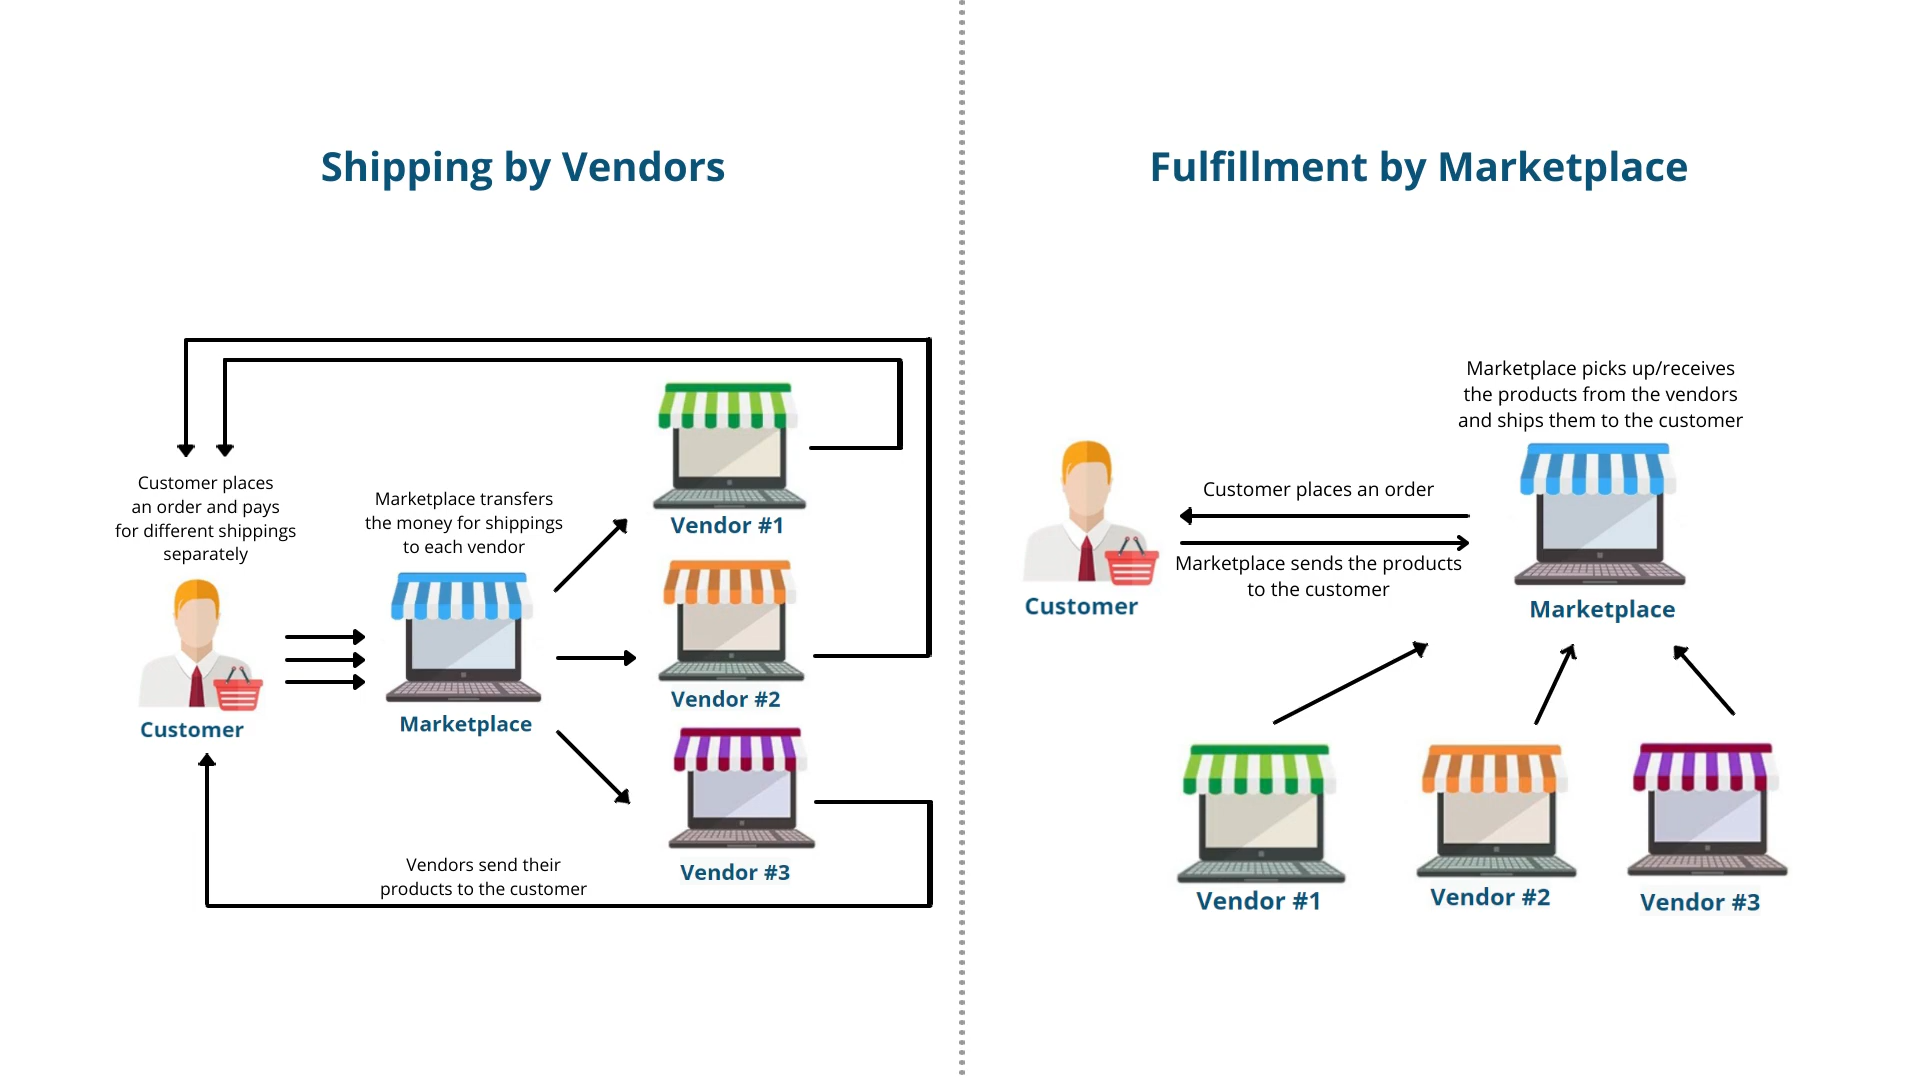 Shipping by Vendors
Customer places
an order and pays
for different shippings
separately
Customer
Marketplace transfers
the money for shippings
to each vendor
Marketplace
Vendor #1
Vendor #2
Vendor #3
Vendors send their
products to the customer
Fulfillment by Marketplace
Marketplace picks up/receives
the products from the vendors
and ships them to the customer
Customer places an order
Marketplace sends the products
to the customer
Customer
Marketplace
Vendor #1
Vendor #2
Vendor #3